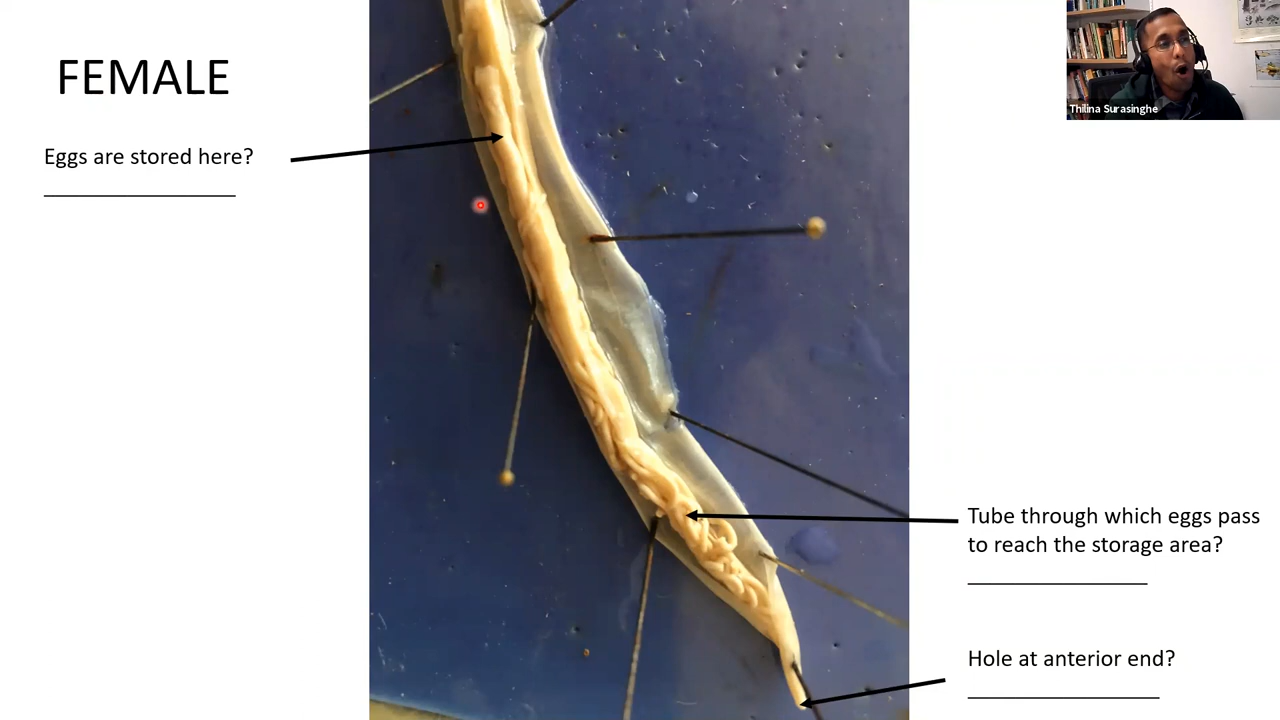 FEMALE
Eggs are stored here?
Thilina Surasinghe
Tube through which eggs pass
to reach the storage area?
Hole at anterior end?